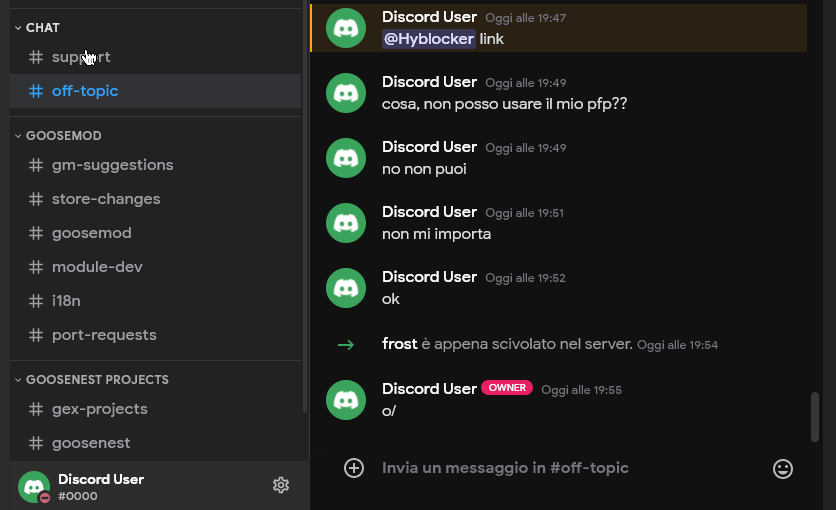 CHAT
support
off-topic
GOOSEMOD
gm-suggestions
store-changes
goosemod
module-dev
i18n
port-requests
GOOSENEST PROJECTS
gex-projects
goosenest
Discord User
#0000
Discord User Oggi alle 19:47
@Hyblocker link
Discord User Oggi alle 19:49
cosa, non posso usare il mio pfp??
Discord User Oggi alle 19:49
no non puoi
Discord User Oggi alle 19:51
non mi importa
Discord User Oggi alle 19:52
ok
frost è appena scivolato nel server. Oggi alle 19:54
Discord User OWNER Oggi alle 19:55
o/
Invia un messaggio in #off-topic